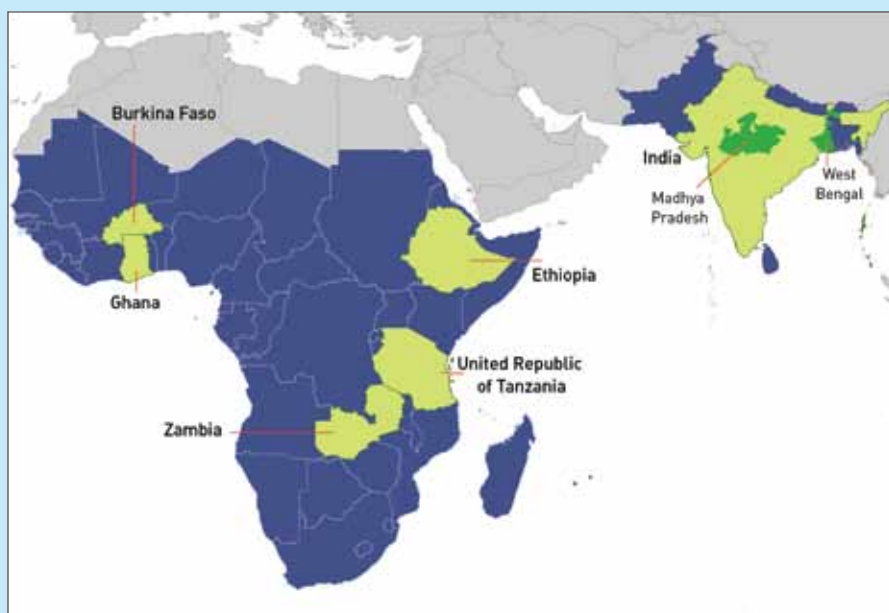 Burkina Faso
India
Madhya
Pradesh
West
Bengal
Ethiopia
Ghana
United Republic
of Tanzania
Zambia